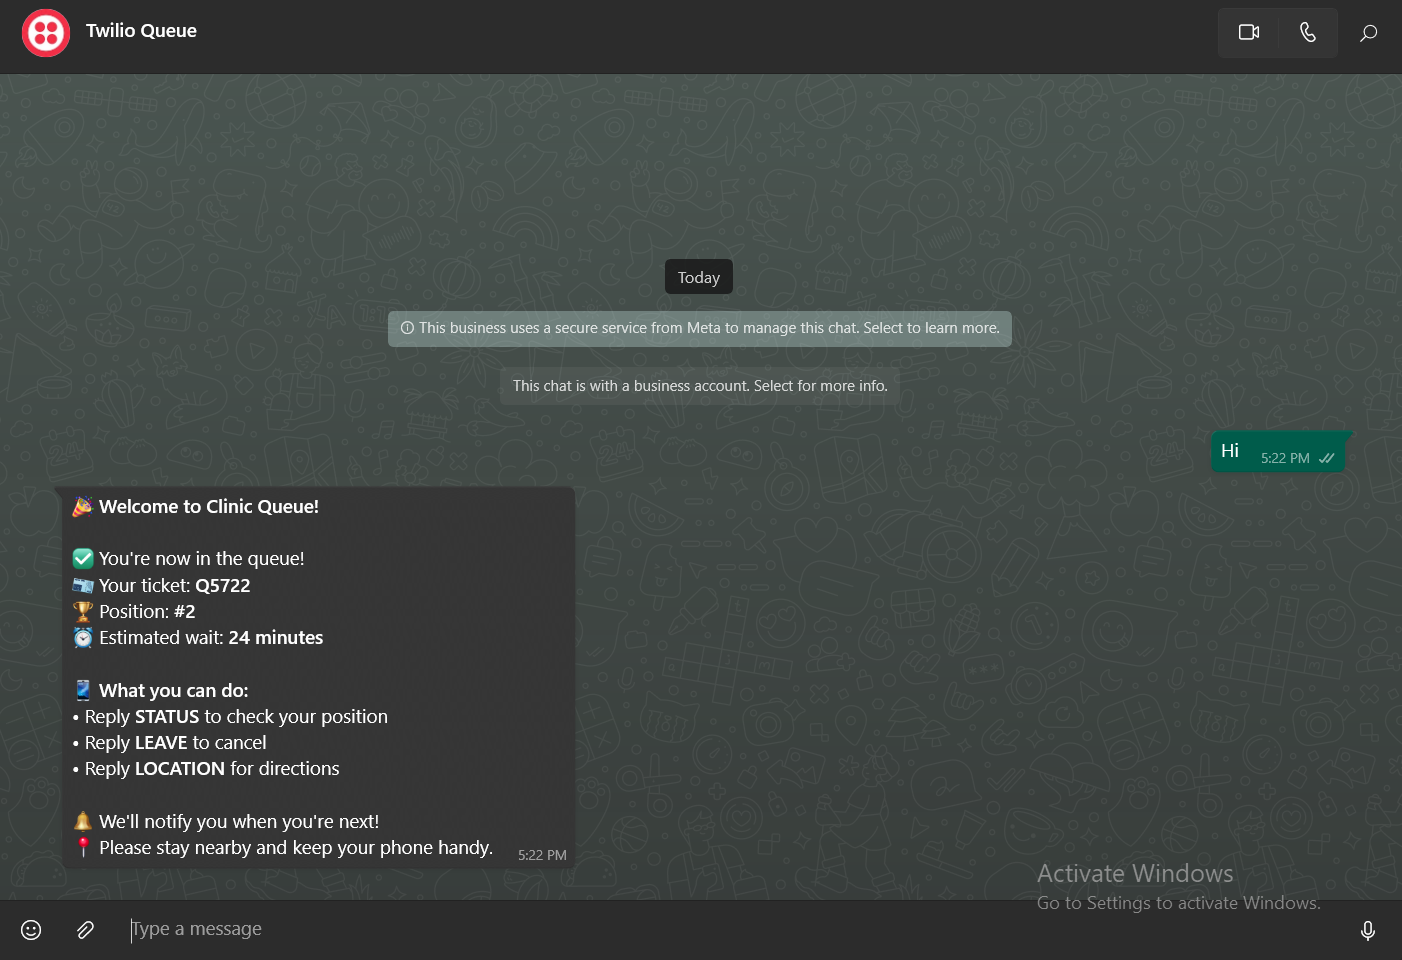 Twilio Queue
Today
This business uses a secure service from Meta to manage this chat. Select to learn more.
This chat is with a business account. Select for more info.
Hi
5:22 PM
🎉 Welcome to Clinic Queue!
✅ You're now in the queue!
🎫 Your ticket: Q5722
🏆 Position: #2
⏰ Estimated wait: 24 minutes
📱 What you can do:
• Reply STATUS to check your position
• Reply LEAVE to cancel
• Reply LOCATION for directions
🔔 We'll notify you when you're next!
📍 Please stay nearby and keep your phone handy.
5:22 PM
Activate Windows
Go to Settings to activate Windows.
Type a message